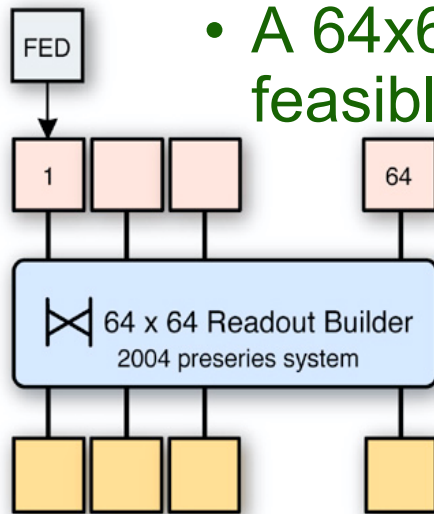 FED
• A 64x6
feasibl
1
64
64 x 64 Readout Builder
2004 preseries system